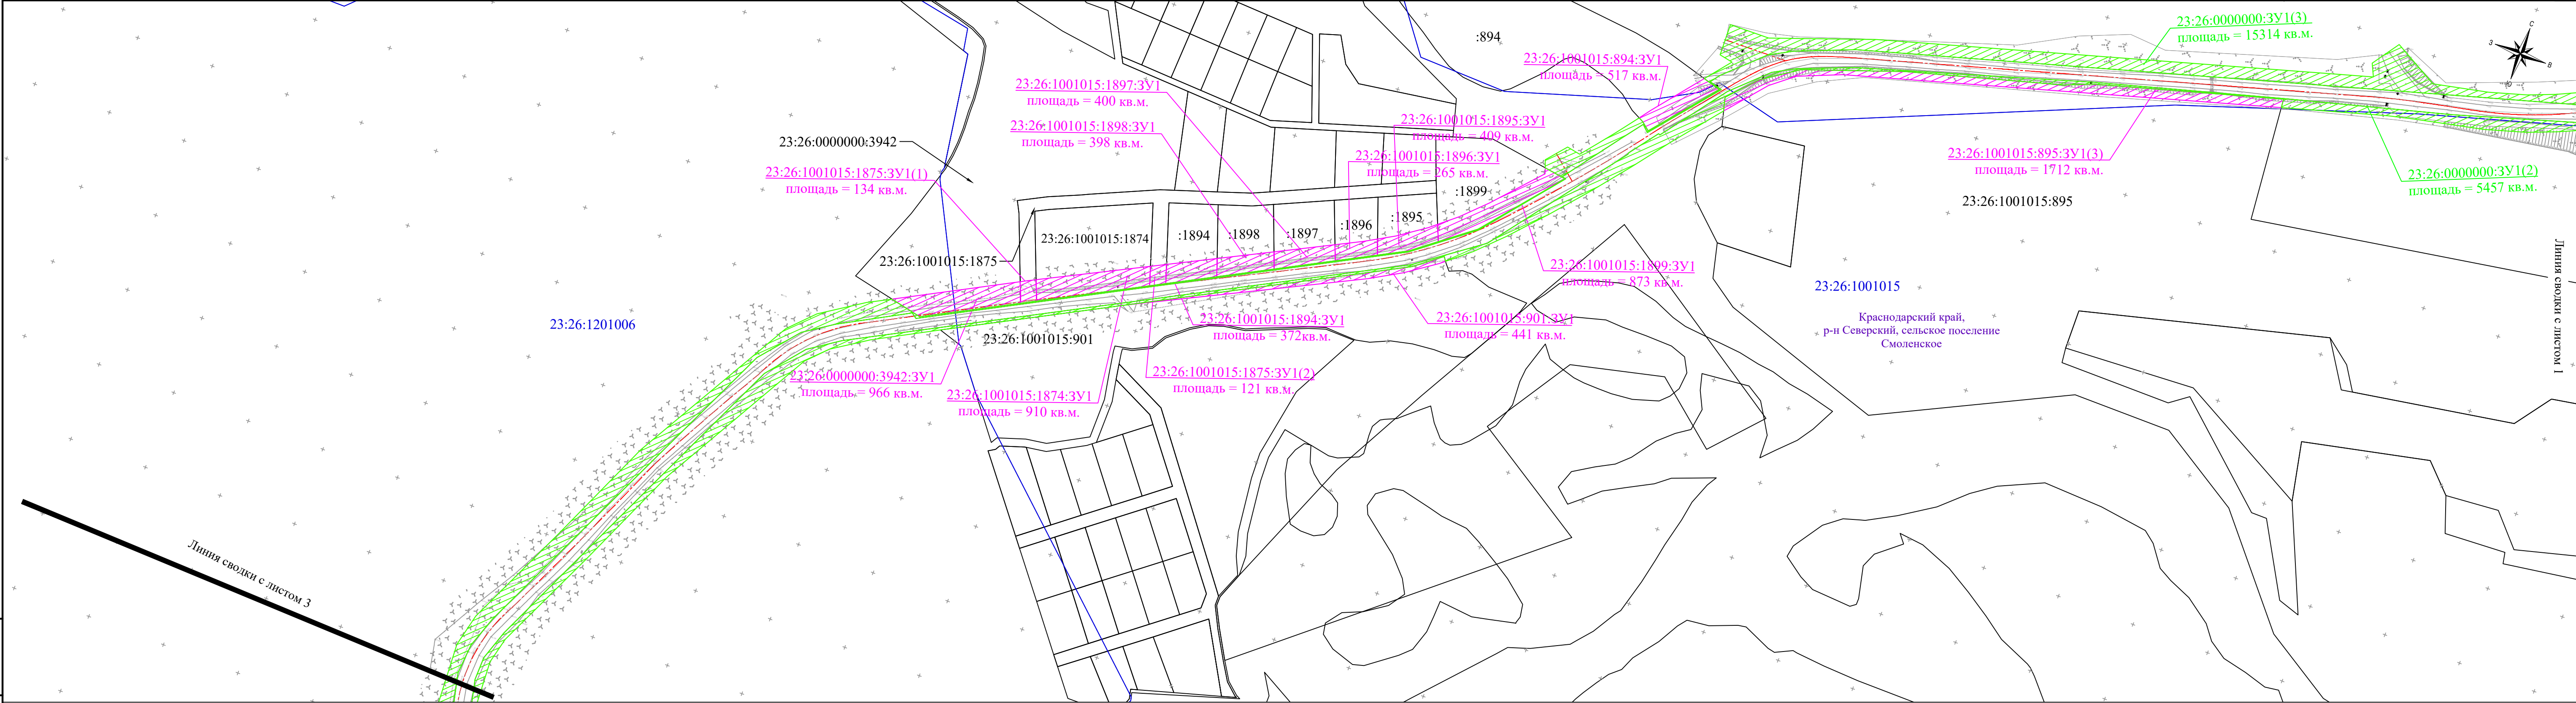 23:26:0000000:ЗУ1(3)
площадь = 15314 кв.м.
С
З
В
Ю
:894
23:26:1001015:894:ЗУ1
площадь = 517 кв.м.
23:26:1001015:1897:ЗУ1
площадь = 400 кв.м.
23:26:1001015:1898:ЗУ1
площадь = 398 кв.м.
23:26:1001015:1895:ЗУ1
площадь = 409 кв.м.
23:26:0000000:3942
23:26:1001015:1896:ЗУ1
площадь = 265 кв.м.
23:26:1001015:895:ЗУ1(3)
площадь = 1712 кв.м.
23:26:1001015:1875:ЗУ1(1)
площадь = 134 кв.м.
23:26:0000000:ЗУ1(2)
площадь = 5457 кв.м.
:1899
23:26:1001015:895
:1895
:1896
23:26:1001015:1874
:1894
:1898
:1897
23:26:1001015:1875
23:26:1001015:1899:ЗУ1
площадь = 873 кв.м.
23:26:1001015
Линия сводки с листом 1
23:26:1201006
23:26:1001015:1894:ЗУ1
площадь = 372кв.м.
23:26:1001015:901:ЗУ1
площадь = 441 кв.м.
Краснодарский край,
р-н Северский, сельское поселение
Смоленское
23:26:1001015:901
23:26:0000000:3942:ЗУ1
площадь = 966 кв.м.
23:26:1001015:1875:ЗУ1(2)
площадь = 121 кв.м.
23:26:1001015:1874:ЗУ1
площадь = 910 кв.м.
Линия сводки с листом 3